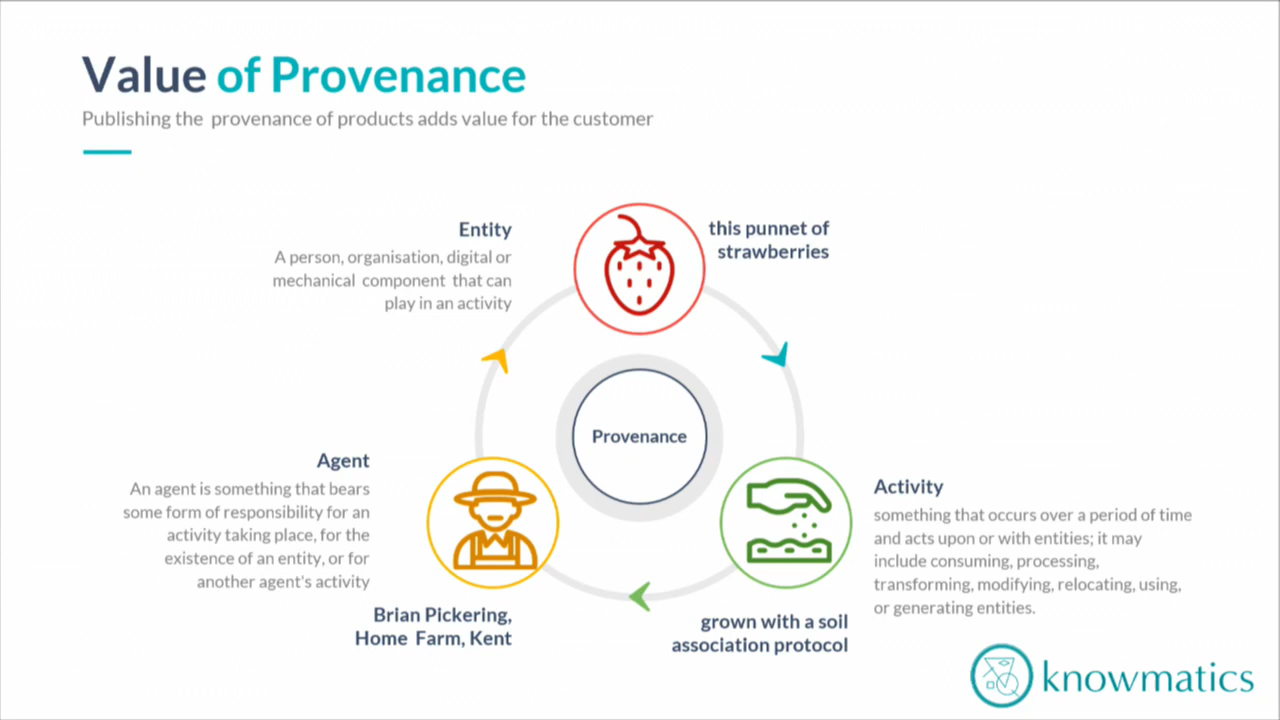 Value of Provenance
Publishing the provenance of products adds value for the customer
Entity
A person, organisation, digital or
mechanical component that can
play in an activity
this punnet of
strawberries
Provenance
Agent
An agent is something that bears
some form of responsibility for an
activity taking place, for the
existence of an entity, or for
another agent's activity
Brian Pickering,
Home Farm, Kent
Activity
something that occurs over a period of time
and acts upon or with entities; it may
include consuming, processing,
transforming, modifying, relocating, using,
or generating entities.
grown with a soil
association protocol
knowmatics